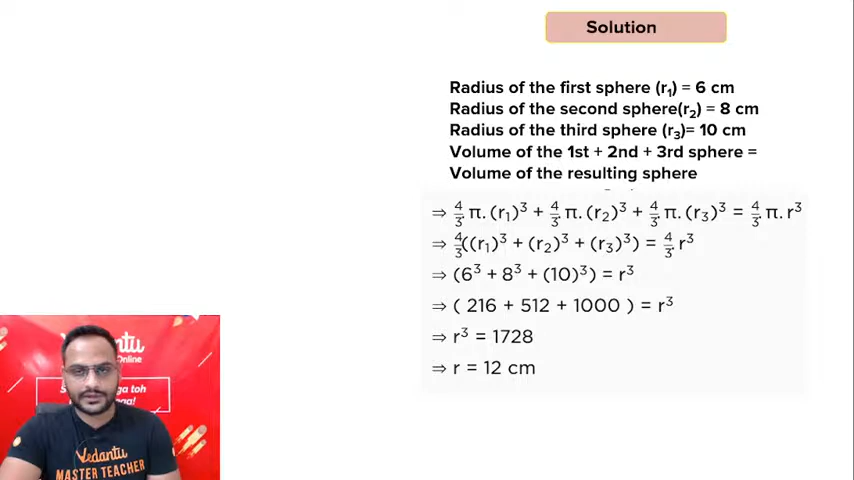 Solution
Radius of the first sphere (r₁) = 6 cm
Radius of the second sphere(r₂) = 8 cm
Radius of the third sphere (r₃)= 10 cm
Volume of the 1st + 2nd + 3rd sphere =
Volume of the resulting sphere
⇒ 4/3 π. (r₁)³ + 4/3 π. (r₂)³ + 4/3 π. (r₃)³ = 4/3 π. r³
⇒ 4/3((r₁)³ + (r₂)³ + (r₃)³) = 4/3 r³
⇒ (6³ + 8³ + (10)³) = r³
⇒ ( 216 + 512 + 1000 ) = r³
⇒ r³ = 1728
⇒ r = 12 cm
Online
toh
Vedantu
MASTER TEACHER